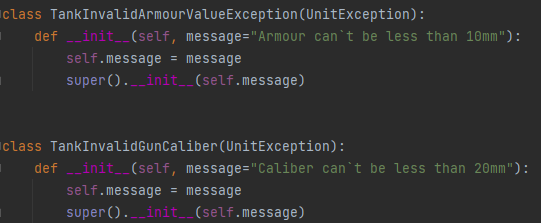 class TankInvalidArmourValueException(UnitException):
    def __init__(self, message="Armour can`t be less than 10mm"):
        self.message = message
        super().__init__(self.message)
class TankInvalidGunCaliber(UnitException):
    def __init__(self, message="Caliber can`t be less than 20mm"):
        self.message = message
        super().__init__(self.message)